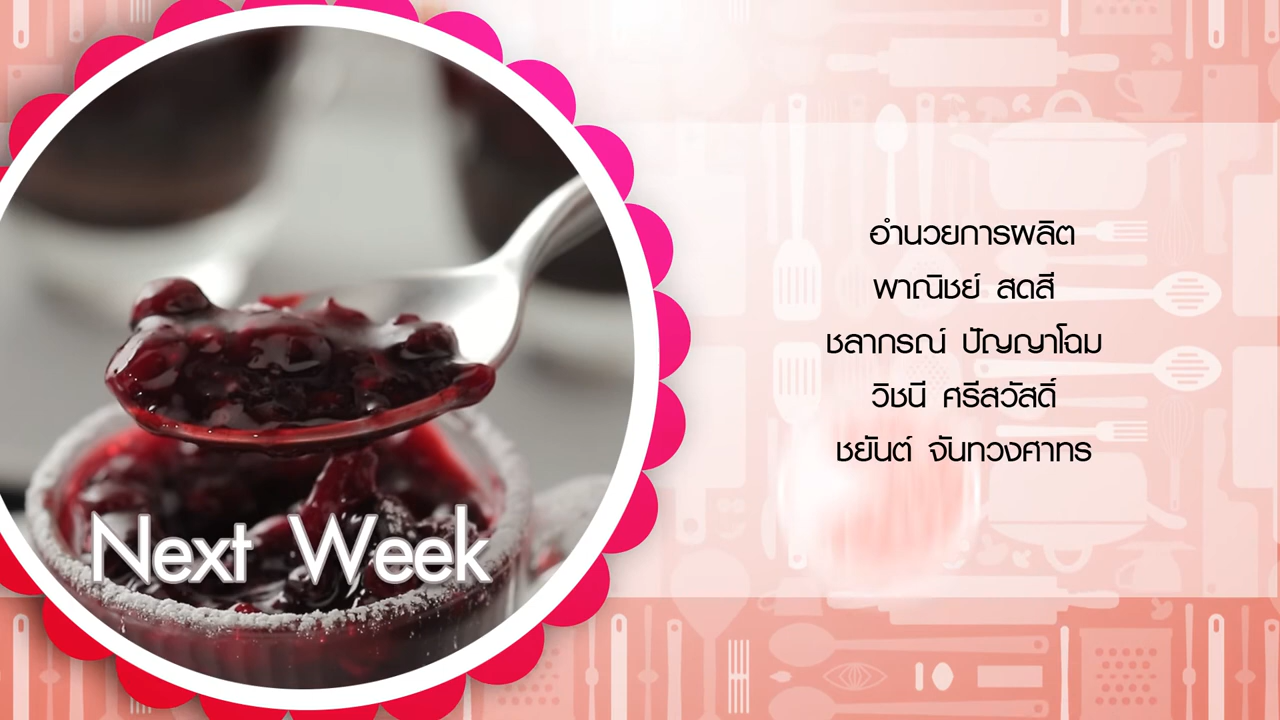 Next Week
อำนวยการผลิต
พาณิชย์ สดสี
ชลากรณ์ ปัญญาโฉม
วิชนี ศรีสวัสดิ์
ชยันต์ จันทวงศาทร